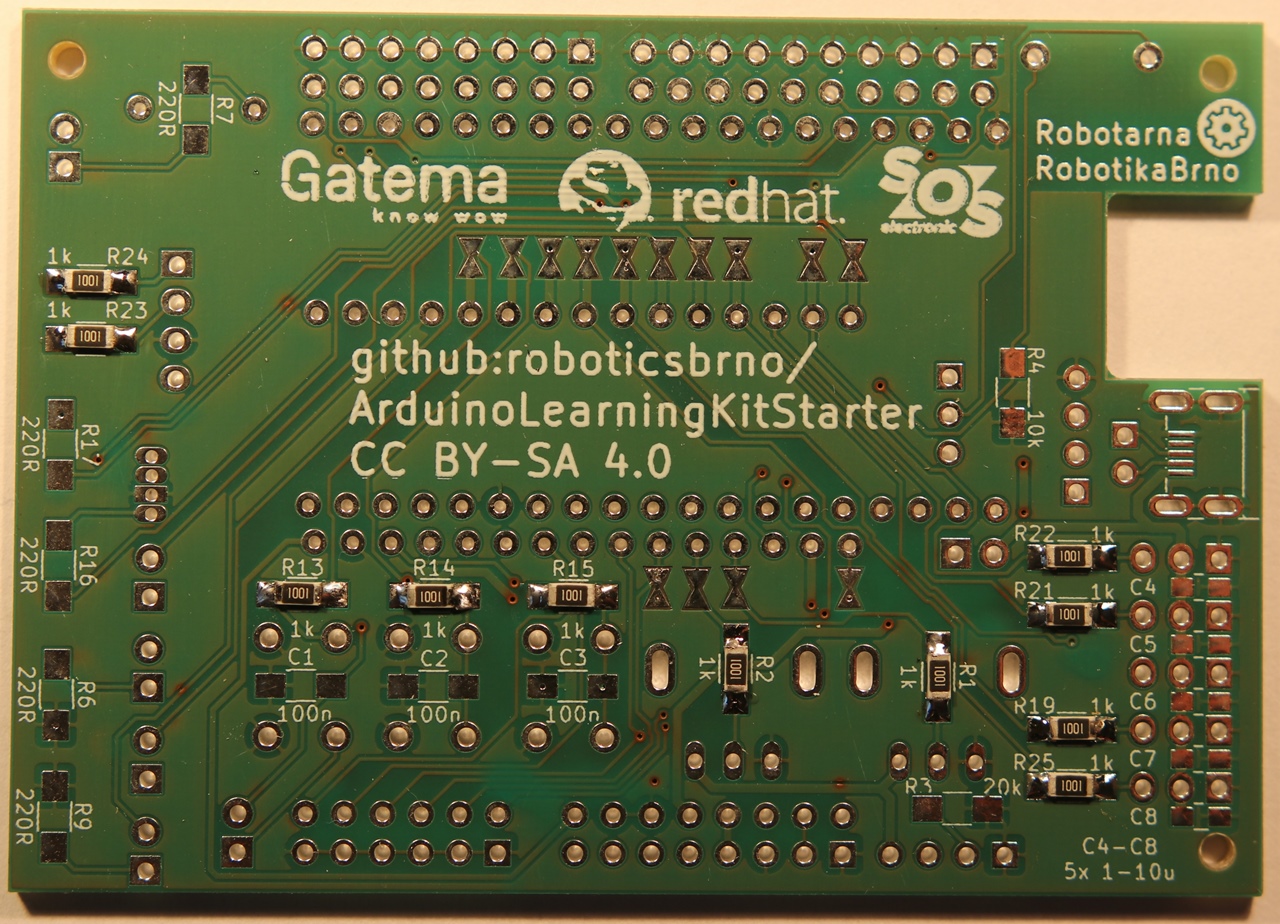 R7
220R
Gatema
know wow
redhat.
SOS
electronic
Robotarna
RobotikaBrno
1k R24
1001
1k R23
1001
github:roboticsbrno/
ArduinoLearningKitStarter
CC BY-SA 4.0
R4
10k
R17
220R
R16
220R
R6
220R
R9
220R
R13
1001
1k
C1
100n
R14
1001
1k
C2
100n
R15
1001
1k
C3
100n
R2
1001
1k
R1
1001
1k
R3 20k
R22 1k
1001
C4
R21 1k
1001
C5
C6
R19 1k
1001
C7
R25 1k
1001
C8
C4-C8
5x 1-10u